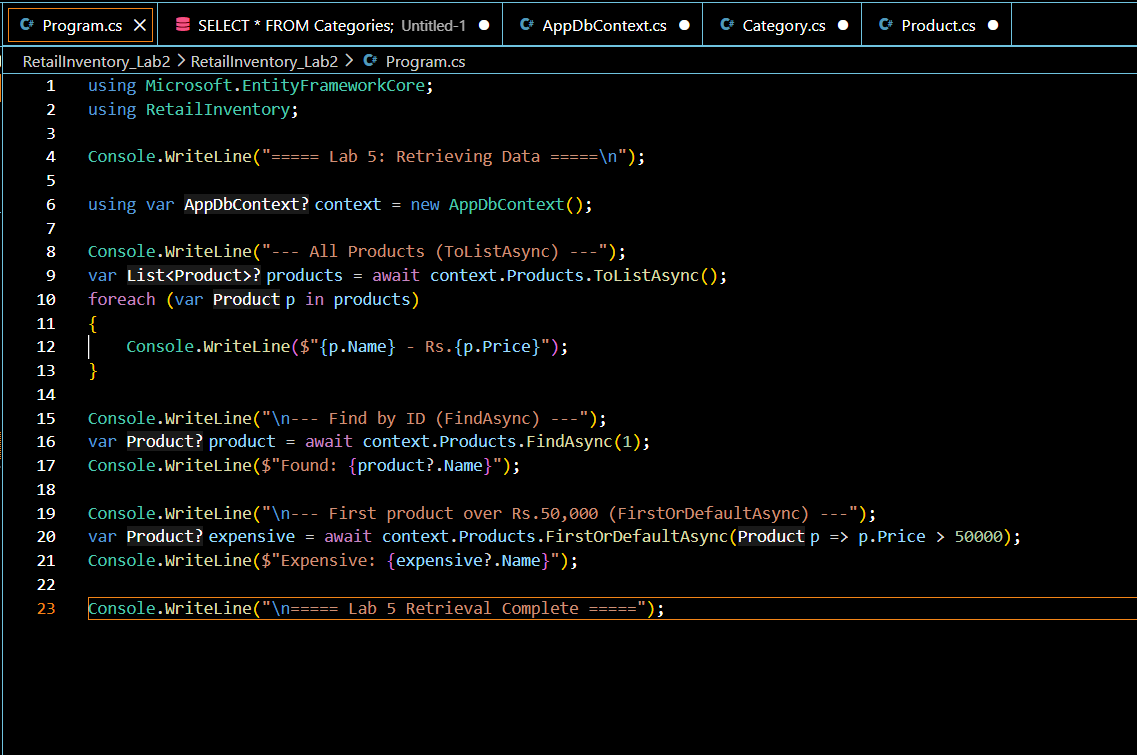 C# Program.cs SELECT * FROM Categories; Untitled-1 C# AppDbContext.cs C# Category.cs C# Product.cs
RetailInventory_Lab2 > RetailInventory_Lab2 > C# Program.cs
1 using Microsoft.EntityFrameworkCore;
2 using RetailInventory;
3
4 Console.WriteLine("===== Lab 5: Retrieving Data =====\n");
5
6 using var AppDbContext? context = new AppDbContext();
7
8 Console.WriteLine("--- All Products (ToListAsync) ---");
9 var List<Product>? products = await context.Products.ToListAsync();
10 foreach (var Product p in products)
11 {
12     Console.WriteLine($"{p.Name} - Rs.{p.Price}");
13 }
14
15 Console.WriteLine("\n--- Find by ID (FindAsync) ---");
16 var Product? product = await context.Products.FindAsync(1);
17 Console.WriteLine($"Found: {product?.Name}");
18
19 Console.WriteLine("\n--- First product over Rs.50,000 (FirstOrDefaultAsync) ---");
20 var Product? expensive = await context.Products.FirstOrDefaultAsync(Product p => p.Price > 50000);
21 Console.WriteLine($"Expensive: {expensive?.Name}");
22
23 Console.WriteLine("\n===== Lab 5 Retrieval Complete =====");